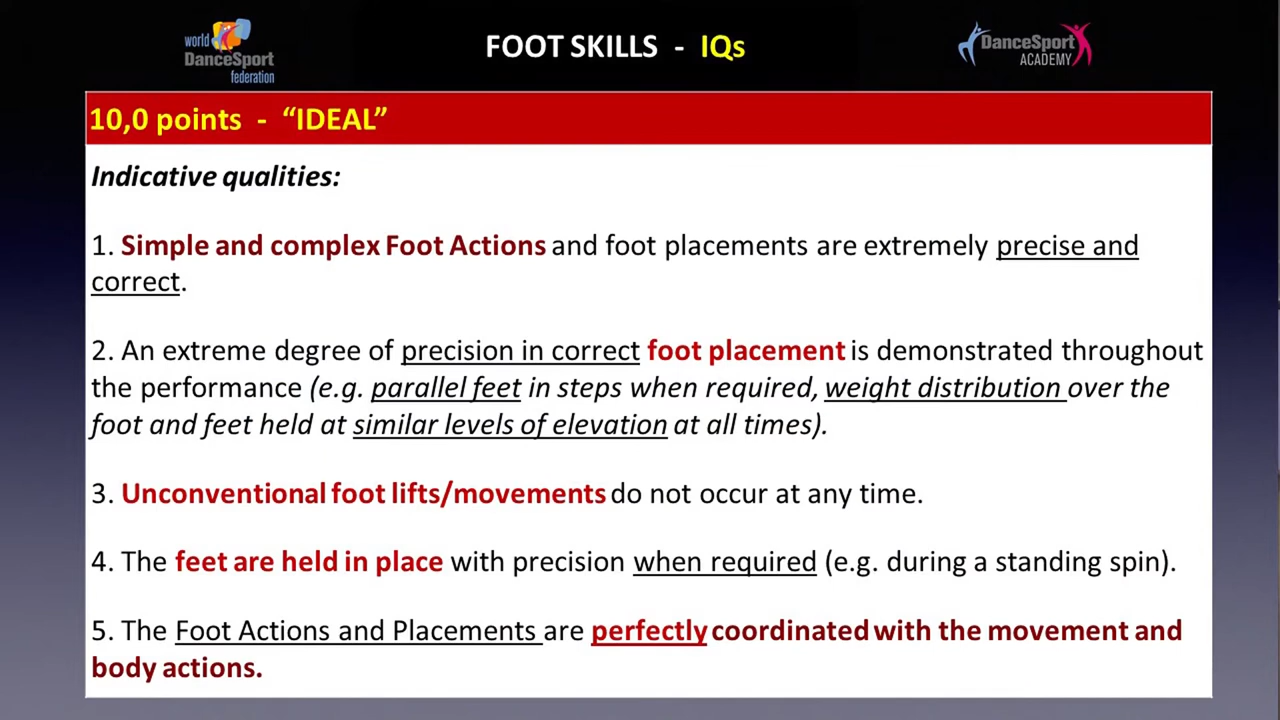 world
DanceSport
federation
FOOT SKILLS - IQs
DanceSport
ACADEMY
10,0 points - “IDEAL”
Indicative qualities:
1. Simple and complex Foot Actions and foot placements are extremely precise and
correct.
2. An extreme degree of precision in correct foot placement is demonstrated throughout
the performance (e.g. parallel feet in steps when required, weight distribution over the
foot and feet held at similar levels of elevation at all times).
3. Unconventional foot lifts/movements do not occur at any time.
4. The feet are held in place with precision when required (e.g. during a standing spin).
5. The Foot Actions and Placements are perfectly coordinated with the movement and
body actions.